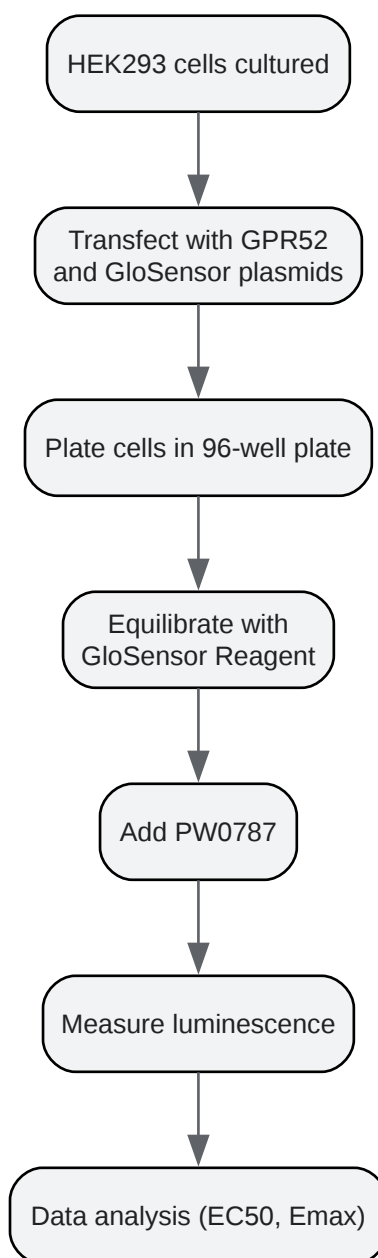 HEK293 cells cultured
Transfect with GPR52
and GloSensor plasmids
Plate cells in 96-well plate
Equilibrate with
GloSensor Reagent
Add PW0787
Measure luminescence
Data analysis (EC50, Emax)